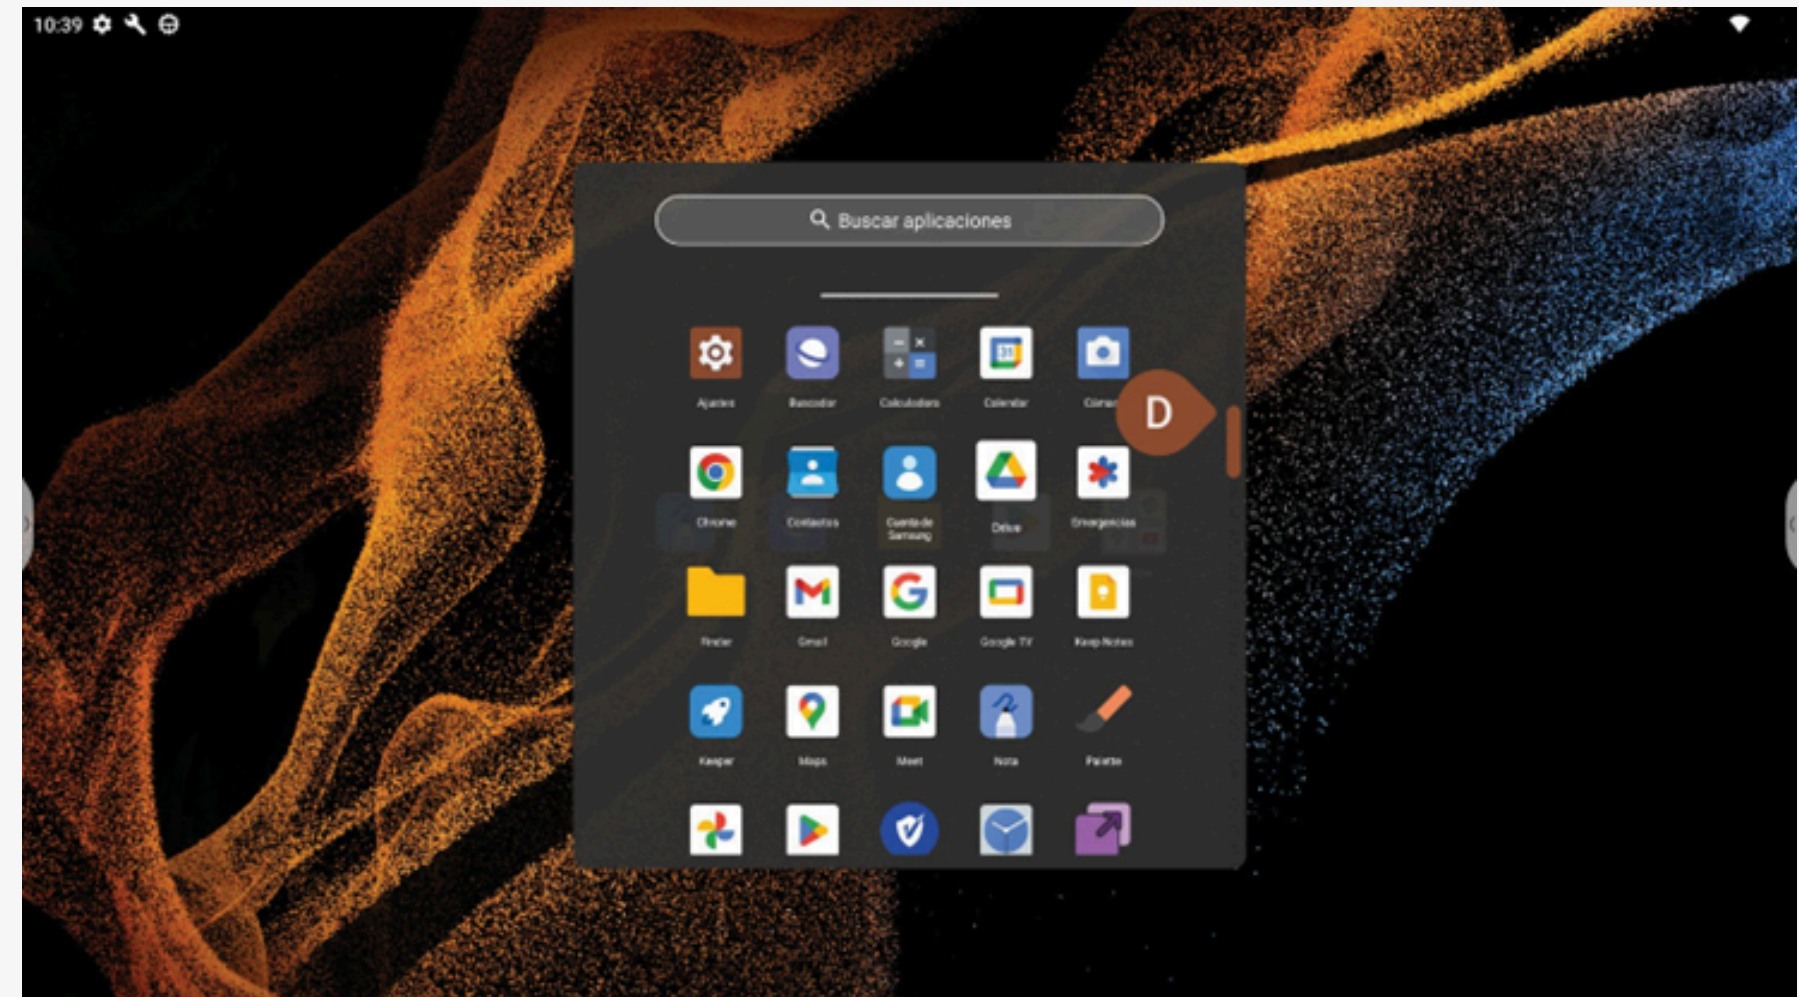 10:39
Buscar aplicaciones
Ajustes
Buscador
Calculadora
Calendar
31
D
Chrome
Contactos
Cuenta de
Samsung
Drive
Emergencias
Finder
Gmail
Google
Google TV
Keep Notes
Keeper
Maps
Meet
Nota
Palette